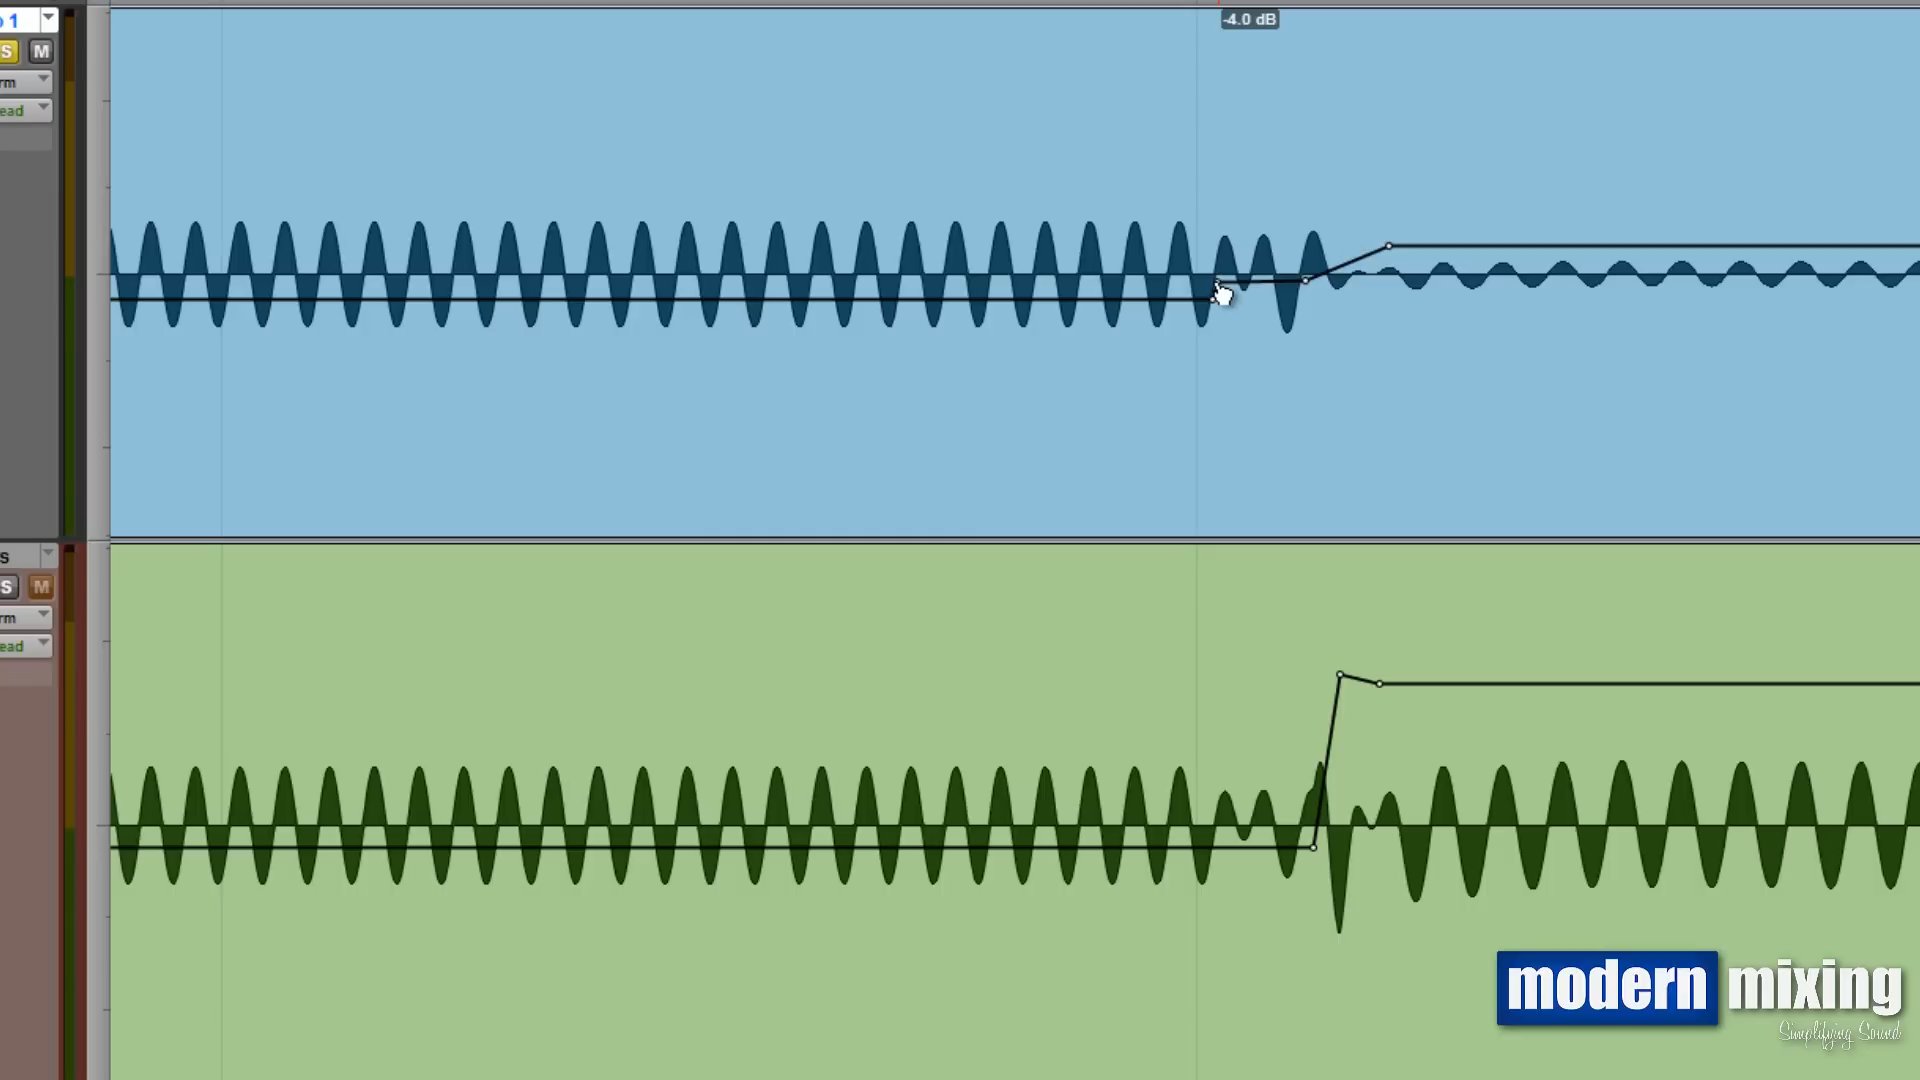 1
-4.0 dB
S M
rm
ead
S
S M
rm
ead
modern mixing
Simplifying Sound